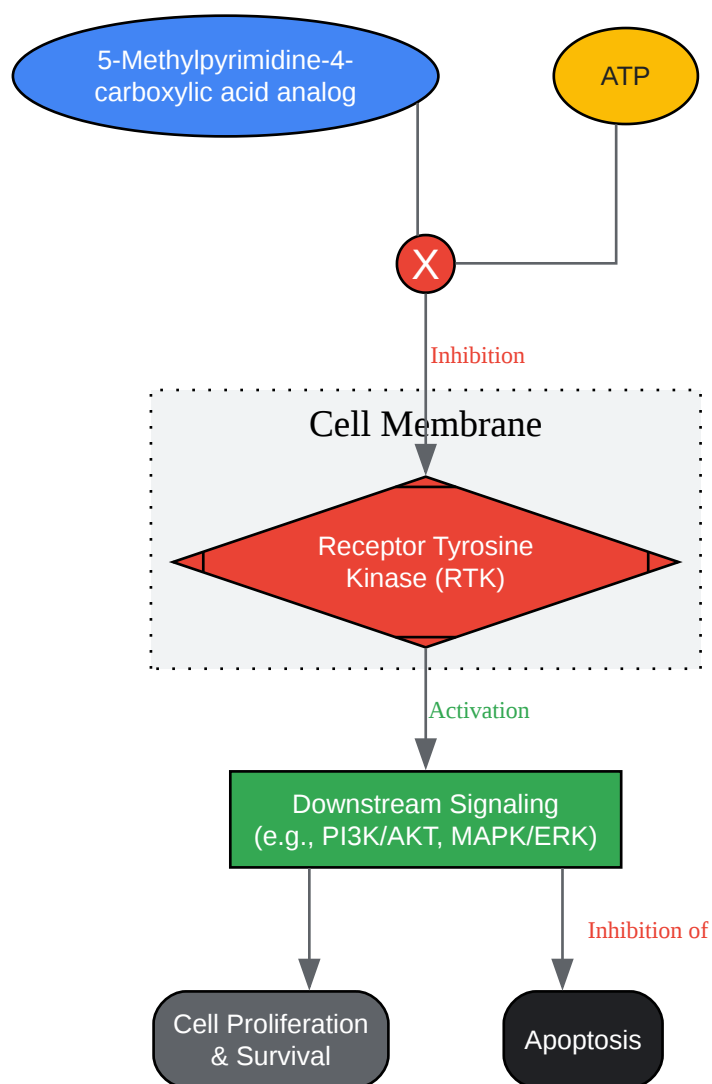 5-Methylpyrimidine-4-
carboxylic acid analog
ATP
X
Inhibition
Cell Membrane
Receptor Tyrosine
Kinase (RTK)
Activation
Downstream Signaling
(e.g., PI3K/AKT, MAPK/ERK)
Inhibition of
Cell Proliferation
& Survival
Apoptosis